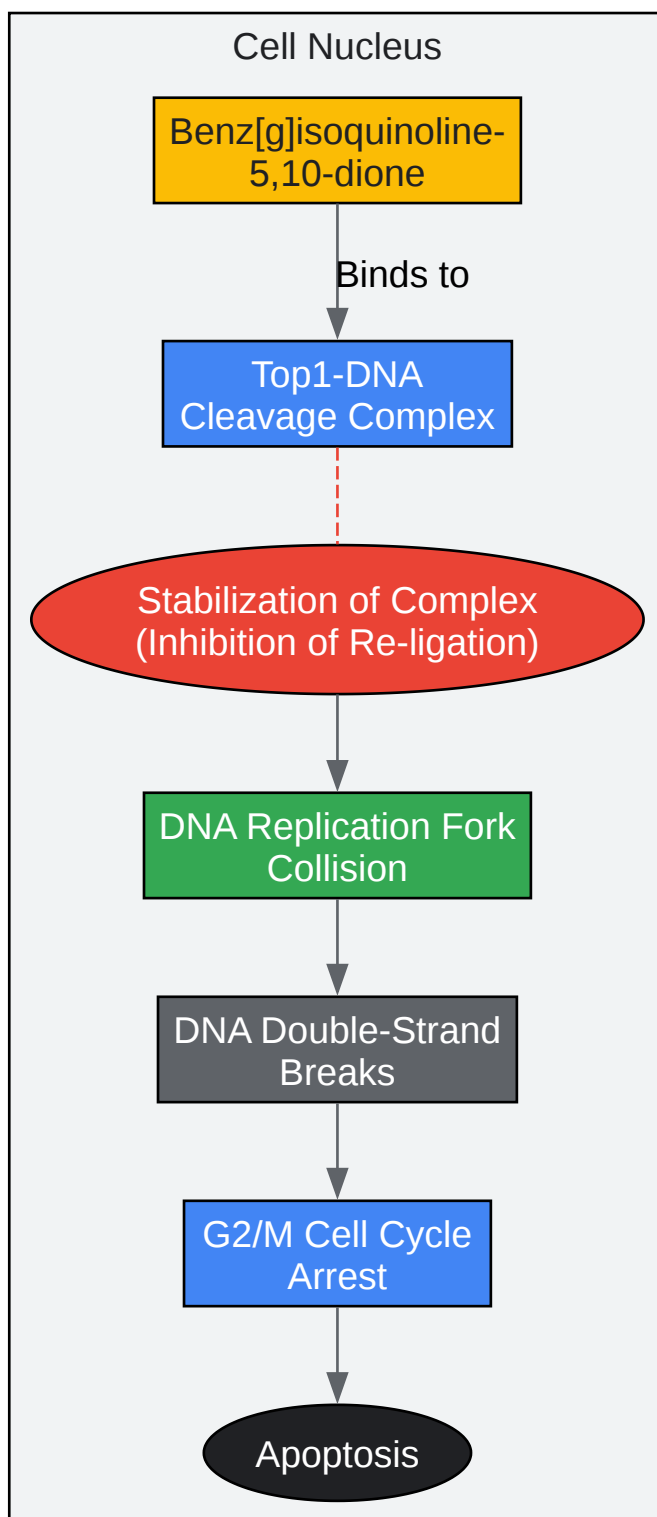 Cell Nucleus
Benz[g]isoquinoline-
5,10-dione
Binds to
Top1-DNA
Cleavage Complex
Stabilization of Complex
(Inhibition of Re-ligation)
DNA Replication Fork
Collision
DNA Double-Strand
Breaks
G2/M Cell Cycle
Arrest
Apoptosis